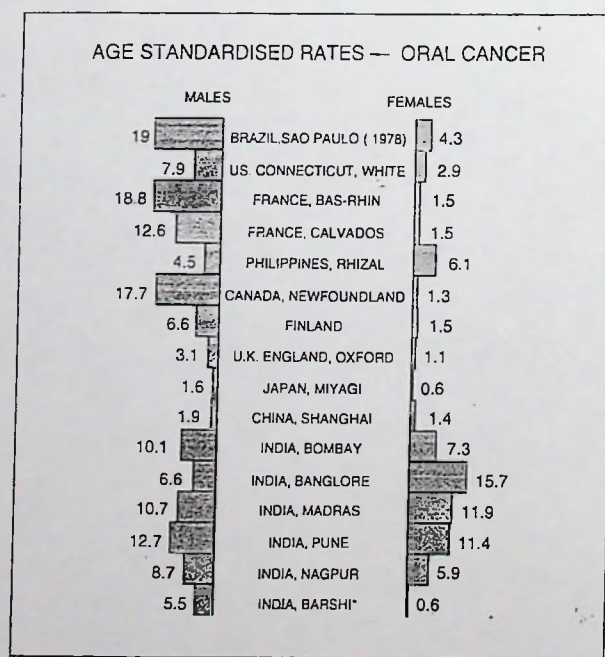 AGE STANDARDISED RATES — ORAL CANCER
MALES FEMALES
19 BRAZIL, SAO PAULO ( 1978) 4.3
7.9 US. CONNECTICUT, WHITE 2.9
18.8 FRANCE, BAS-RHIN 1.5
12.6 FRANCE, CALVADOS 1.5
4.5 PHILIPPINES, RHIZAL 6.1
17.7 CANADA, NEWFOUNDLAND 1.3
6.6 FINLAND 1.5
3.1 U.K. ENGLAND, OXFORD 1.1
1.6 JAPAN, MIYAGI 0.6
1.9 CHINA, SHANGHAI 1.4
10.1 INDIA, BOMBAY 7.3
6.6 INDIA, BANGLORE 15.7
10.7 INDIA, MADRAS 11.9
12.7 INDIA, PUNE 11.4
8.7 INDIA, NAGPUR 5.9
5.5 INDIA, BARSHI* 0.6